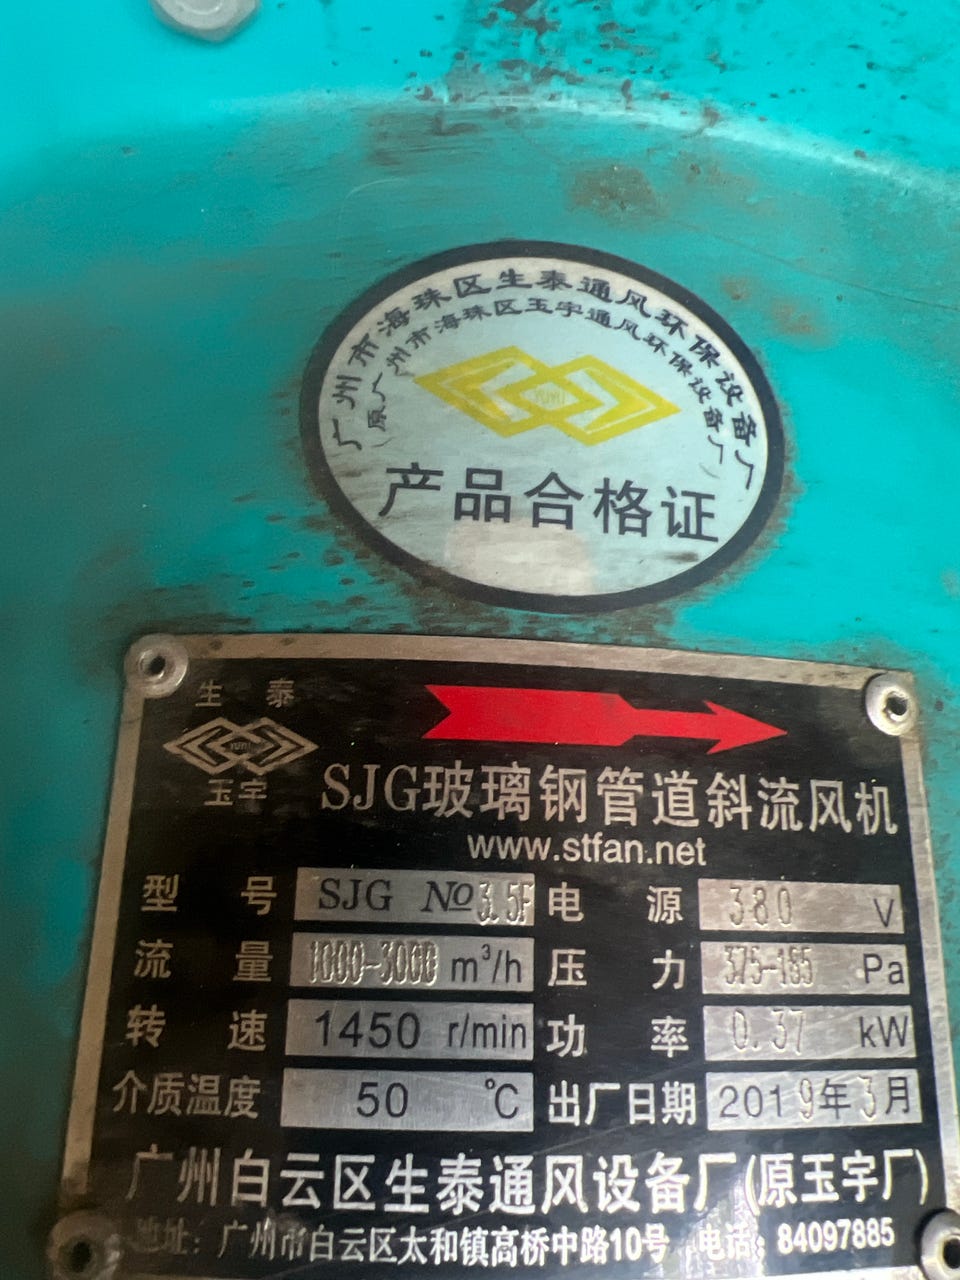 广州市海珠区生泰通风环保设备厂
(原广州市海珠区玉宇通风环保设备厂)
YUYU
产品合格证
生泰
YUYU
玉宇
SJG玻璃钢管道斜流风机
www.stfan.net
型号 SJG №3.5F 电源 380 V
流量 1000-3000 m³/h 压力 375-155 Pa
转速 1450 r/min 功率 0.37 kW
介质温度 50 ℃ 出厂日期 2019年3月
广州白云区生泰通风设备厂(原玉宇厂)
地址：广州市白云区太和镇高桥中路10号 电话：84097885